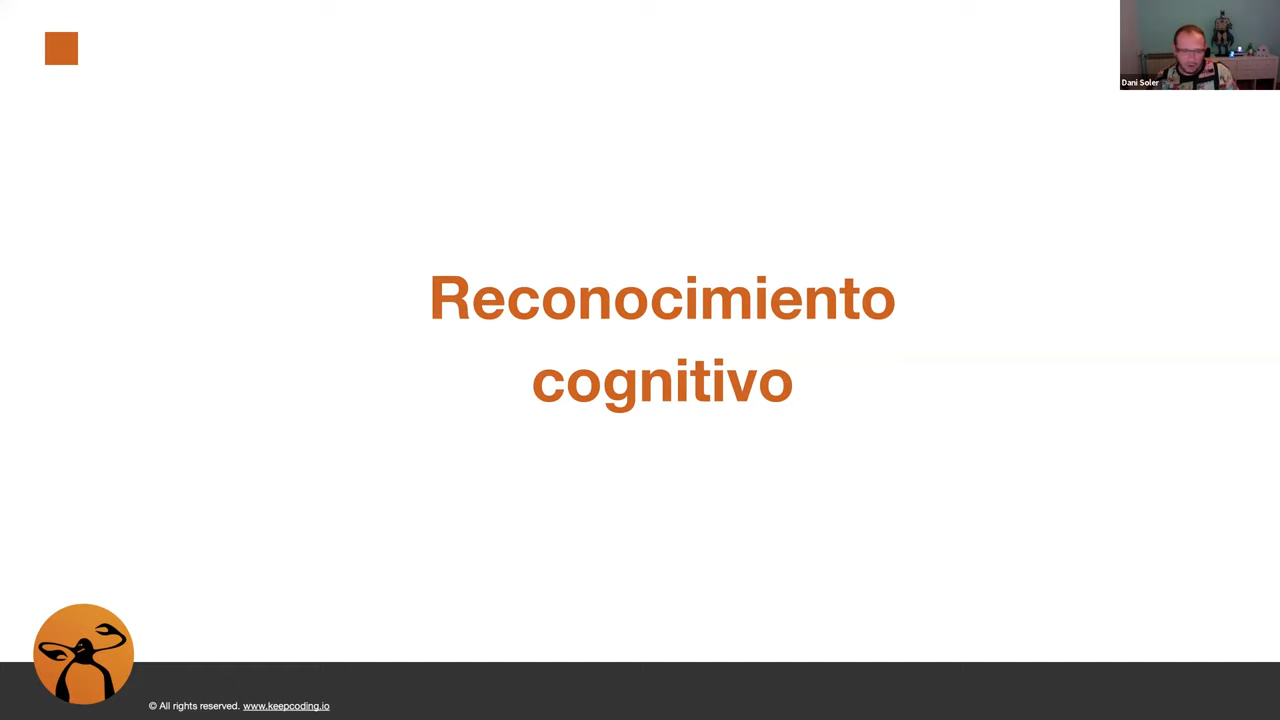 Dani Soler
Reconocimiento
cognitivo
© All rights reserved. www.keepcoding.io